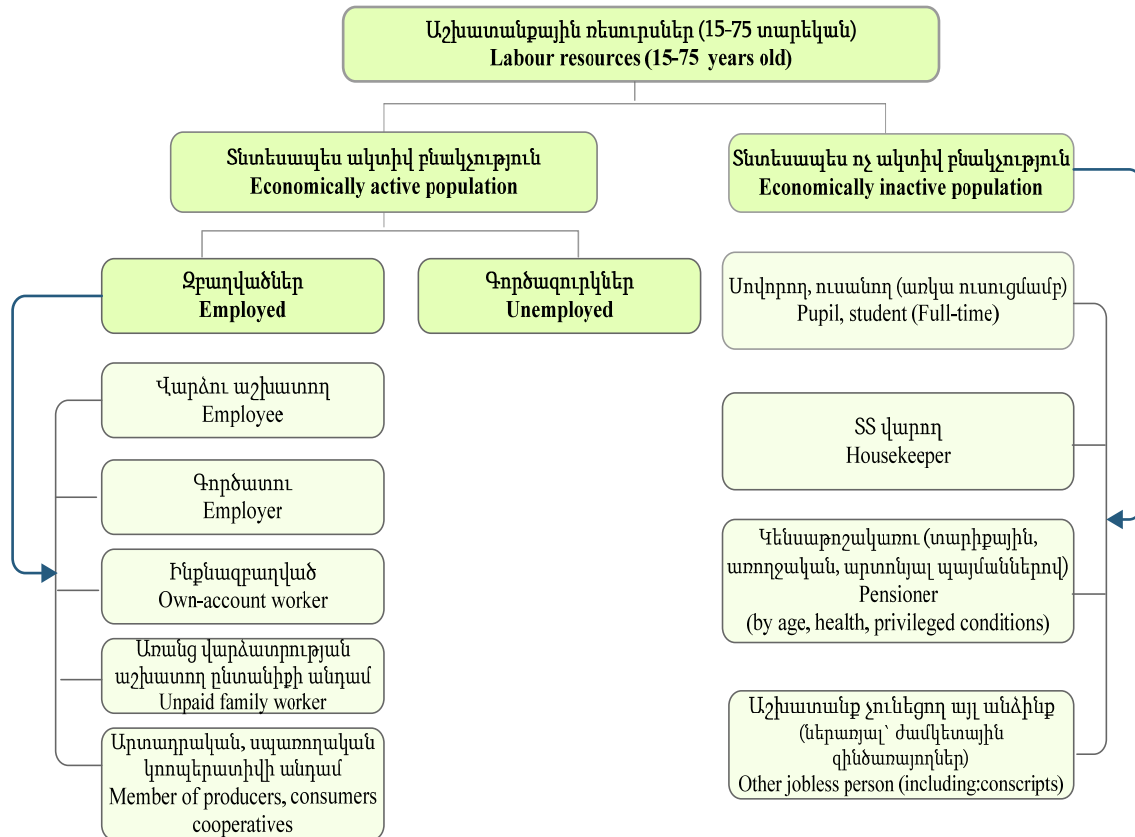 Աշխատանքային ռեսուրսներ (15-75 տարեկան)
Labour resources (15-75 years old)
Տնտեսապես ակտիվ բնակչություն
Economically active population
Տնտեսապես ոչ ակտիվ բնակչություն
Economically inactive population
Զբաղվածներ
Employed
Գործազուրկներ
Unemployed
Վարձու աշխատող
Employee
Գործատու
Employer
Ինքնազբաղված
Own-account worker
Առանց վարձատրության
աշխատող ընտանիքի անդամ
Unpaid family worker
Արտադրական, սպառողական
կոոպերատիվի անդամ
Member of producers, consumers
cooperatives
Սովորող, ուսանող (առկա ուսուցմամբ)
Pupil, student (Full-time)
ՏՏ վարող
Housekeeper
Կենսաթոշակառու (տարիքային,
առողջական, արտոնյալ պայմաններով)
Pensioner
(by age, health, privileged conditions)
Աշխատանք չունեցող այլ անձինք
(ներառյալ՝ ժամկետային
զինծառայողներ)
Other jobless person (including:conscripts)